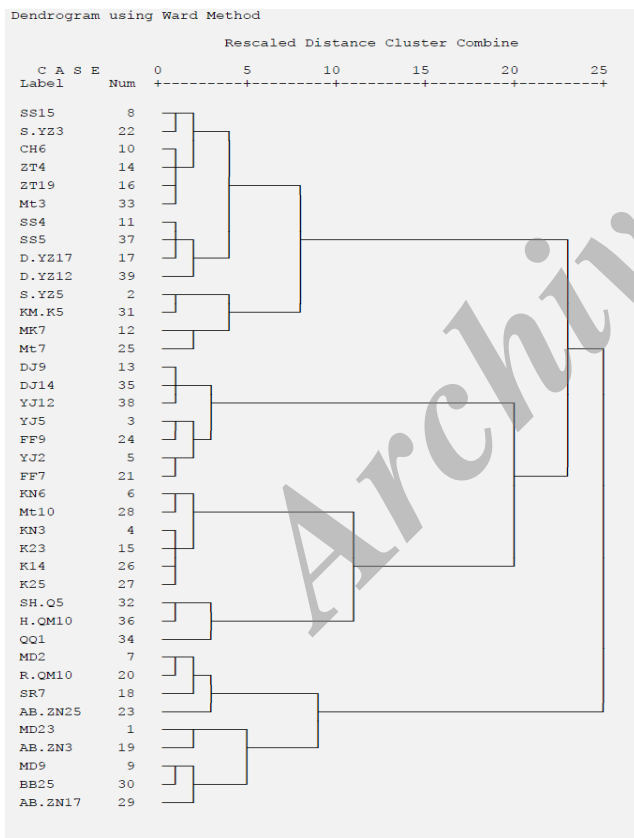 Dendrogram using Ward Method
Rescaled Distance Cluster Combine
C A S E 0 5 10 15 20 25
Label Num +---------+---------+---------+---------+---------+
SS15 8
S.YZ3 22
CH6 10
ZT4 14
ZT19 16
Mt3 33
SS4 11
SS5 37
D.YZ17 17
D.YZ12 39
S.YZ5 2
KM.K5 31
MK7 12
Mt7 25
DJ9 13
DJ14 35
YJ12 38
YJ5 3
FF9 24
YJ2 5
FF7 21
KN6 6
Mt10 28
KN3 4
K23 15
K14 26
K25 27
SH.Q5 32
H.QM10 36
QQ1 34
MD2 7
R.QM10 20
SR7 18
AB.ZN25 23
MD23 1
AB.ZN3 19
MD9 9
BB25 30
AB.ZN17 29